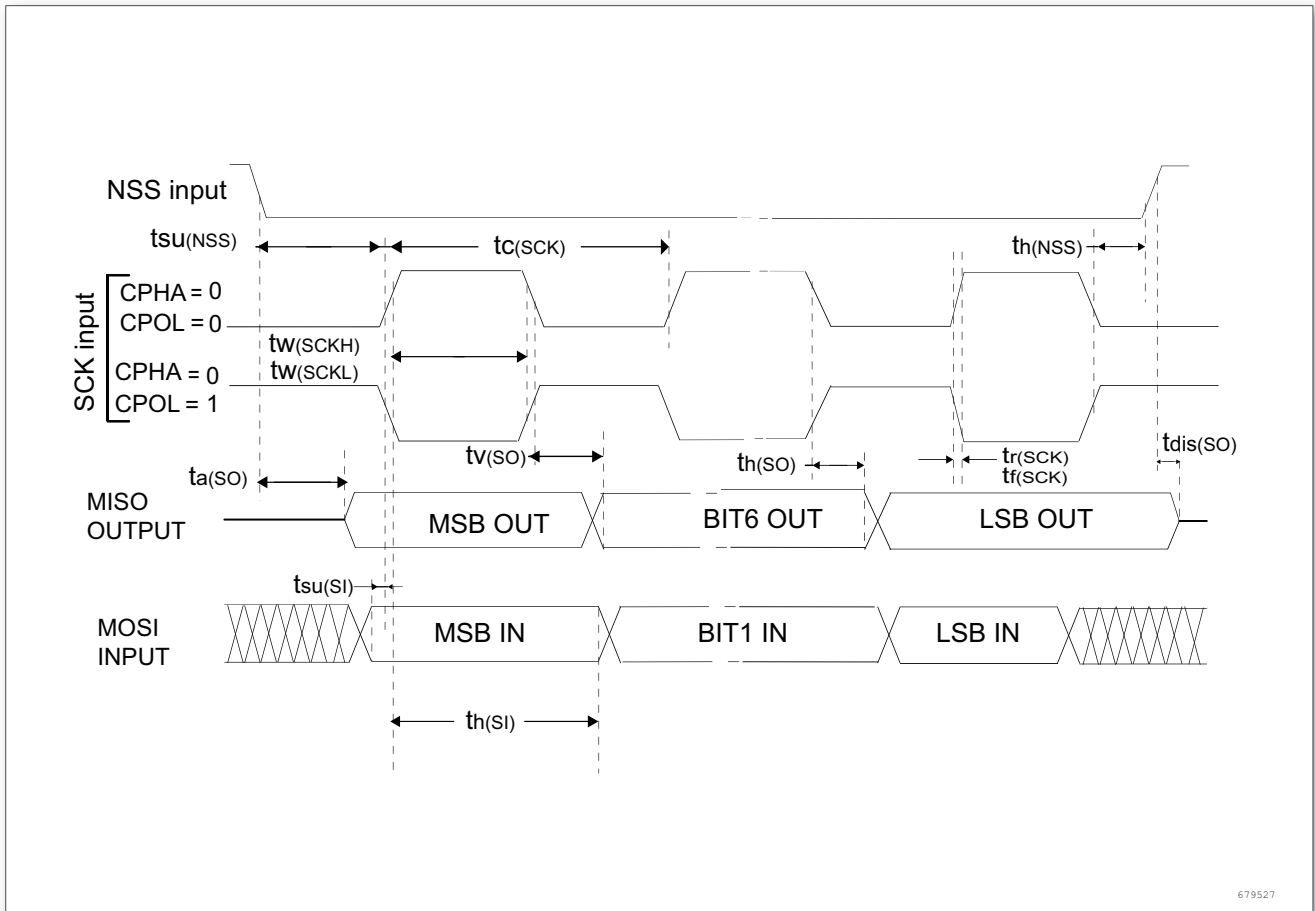 NSS input
tsu(NSS)
tc(SCK)
th(NSS)
SCK input
CPHA = 0
CPOL = 0
tw(SCKH)
tw(SCKL)
CPHA = 0
CPOL = 1
tv(SO)
th(SO)
tr(SCK)
tf(SCK)
tdis(SO)
ta(SO)
MISO
OUTPUT
MSB OUT
BIT6 OUT
LSB OUT
tsu(SI)
MOSI
INPUT
MSB IN
BIT1 IN
LSB IN
th(SI)
679527